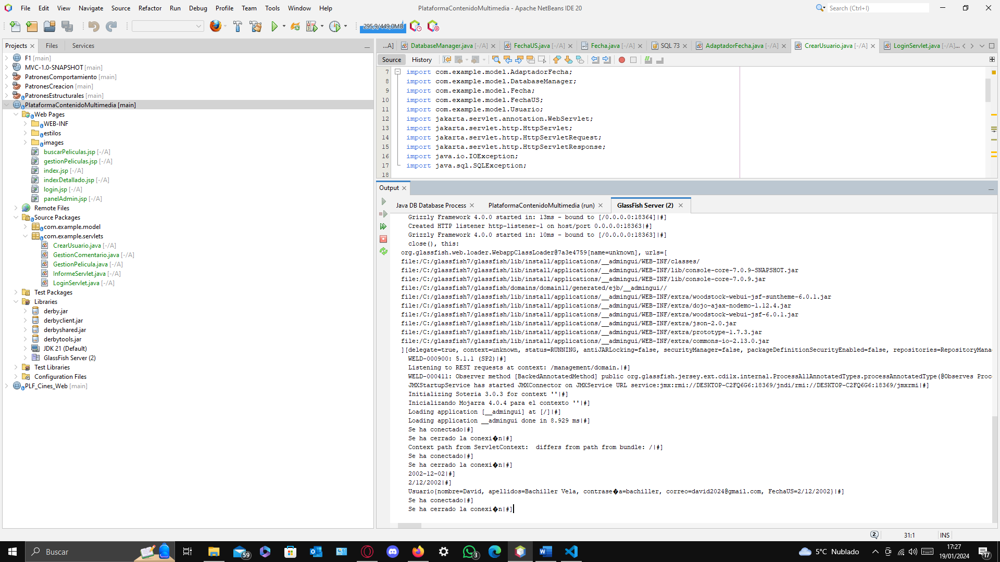 File Edit View Navigate Source Refactor Run Debug Profile Team Tools Window Help
PlataformaContenidoMultimedia - Apache NetBeans IDE 20
Search (Ctrl+I)
295,9/449,0MB
Projects
Files
Services
F1 [main]
MVC-1.0-SNAPSHOT [main]
PatronesComportamiento [main]
PatronesCreacion [main]
PatronesEstructurales [main]
PlataformaContenidoMultimedia [main]
Web Pages
WEB-INF
estilos
images
buscarPeliculas.jsp [-/A]
gestionPeliculas.jsp [-/A]
index.jsp [-/A]
indexDetallado.jsp [-/A]
login.jsp [-/A]
panelAdmin.jsp [-/A]
Remote Files
Source Packages
com.example.model
com.example.servlets
CrearUsuario.java [-/A]
GestionComentario.java [-/A]
GestionPelicula.java [-/A]
InformeServlet.java [-/A]
LoginServlet.java [-/A]
Test Packages
Libraries
derby.jar
derbyclient.jar
derbyshared.jar
derbytools.jar
JDK 21 (Default)
GlassFish Server (2)
Test Libraries
Configuration Files
PLF_Cines_Web [main]
...A] DatabaseManager.java [-/A] FechaUS.java [-/A] Fecha.java [-/A] SQL 73 AdaptadorFecha.java [-/A] CrearUsuario.java [-/A] LoginServlet.java [-/A]...
Source History
7 import com.example.model.AdaptadorFecha;
8 import com.example.model.DatabaseManager;
9 import com.example.model.Fecha;
10 import com.example.model.FechaUS;
11 import com.example.model.Usuario;
12 import jakarta.servlet.annotation.WebServlet;
13 import jakarta.servlet.http.HttpServlet;
14 import jakarta.servlet.http.HttpServletRequest;
15 import jakarta.servlet.http.HttpServletResponse;
16 import java.io.IOException;
17 import java.sql.SQLException;
18
Output
Java DB Database Process PlataformaContenidoMultimedia (run) GlassFish Server (2)
Grizzly Framework 4.0.0 started in: 13ms - bound to [/0.0.0.0:18364]|#]
Created HTTP listener http-listener-1 on host/port 0.0.0.0:18363|#]
Grizzly Framework 4.0.0 started in: 10ms - bound to [/0.0.0.0:18363]|#]
close(), this:
org.glassfish.web.loader.WebappClassLoader@7a3e4759[name=unknown], urls=[
file:/C:/glassfish7/glassfish/lib/install/applications/__admingui/WEB-INF/classes/
file:/C:/glassfish7/glassfish/lib/install/applications/__admingui/WEB-INF/lib/console-core-7.0.9-SNAPSHOT.jar
file:/C:/glassfish7/glassfish/lib/install/applications/__admingui/WEB-INF/lib/console-core-7.0.9.jar
file:/C:/glassfish7/glassfish/domains/domain11/generated/ejb/__admingui//
file:/C:/glassfish7/glassfish/lib/install/applications/__admingui/WEB-INF/extra/woodstock-webui-jsf-suntheme-6.0.1.jar
file:/C:/glassfish7/glassfish/lib/install/applications/__admingui/WEB-INF/extra/dojo-ajax-nodemo-1.12.4.jar
file:/C:/glassfish7/glassfish/lib/install/applications/__admingui/WEB-INF/extra/woodstock-webui-jsf-6.0.1.jar
file:/C:/glassfish7/glassfish/lib/install/applications/__admingui/WEB-INF/extra/json-2.0.jar
file:/C:/glassfish7/glassfish/lib/install/applications/__admingui/WEB-INF/extra/prototype-1.7.3.jar
file:/C:/glassfish7/glassfish/lib/install/applications/__admingui/WEB-INF/extra/commons-io-2.13.0.jar
][delegate=true, context=unknown, status=RUNNING, antiJARLocking=false, securityManager=false, packageDefinitionSecurityEnabled=false, repositories=RepositoryMana
WELD-000900: 5.1.1 (SP2)|#]
Listening to REST requests at context: /management/domain.|#]
WELD-000411: Observer method [BackedAnnotatedMethod] public org.glassfish.jersey.ext.cdi1x.internal.ProcessAllAnnotatedTypes.processAnnotatedType(@Observes Proc
JMXStartupService has started JMXConnector on JMXService URL service:jmx:rmi://DESKTOP-C2FQ6G6:18369/jndi/rmi://DESKTOP-C2FQ6G6:18369/jmxrmi|#]
Initializing Soteria 3.0.3 for context ''|#]
Inicializando Mojarra 4.0.4 para el contexto ''|#]
Loading application [__admingui] at [/]|#]
Loading application __admingui done in 8.929 ms|#]
Se ha conectado|#]
Se ha cerrado la conexi�n|#]
Context path from ServletContext:  differs from path from bundle: /|#]
Se ha conectado|#]
Se ha cerrado la conexi�n|#]
2002-12-02|#]
2/12/2002|#]
Usuario{nombre=David, apellidos=Bachiller Vela, contrase�a=bachiller, correo=david2024@gmail.com, FechaUS=2/12/2002}|#]
Se ha conectado|#]
Se ha cerrado la conexi�n|#]
2 31:1 INS
Buscar
59
3
5°C Nublado
17:27
19/01/2024
17